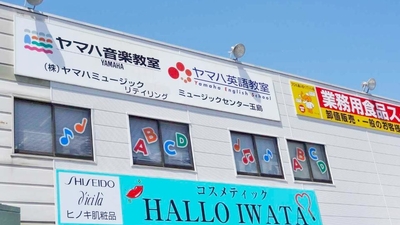 ヤマハ音楽教室
YAMAHA
(株)ヤマハミュージック
リテイリング
ヤマハ英語教室
Yamaha English School
ミュージックセンター玉島
業務用食品ス
卸直販売・一般のお客様
A B C D
A B C D
SHISEIDO
d'icilà
ヒノキ肌粧品
コスメティック
HALLO IWATA